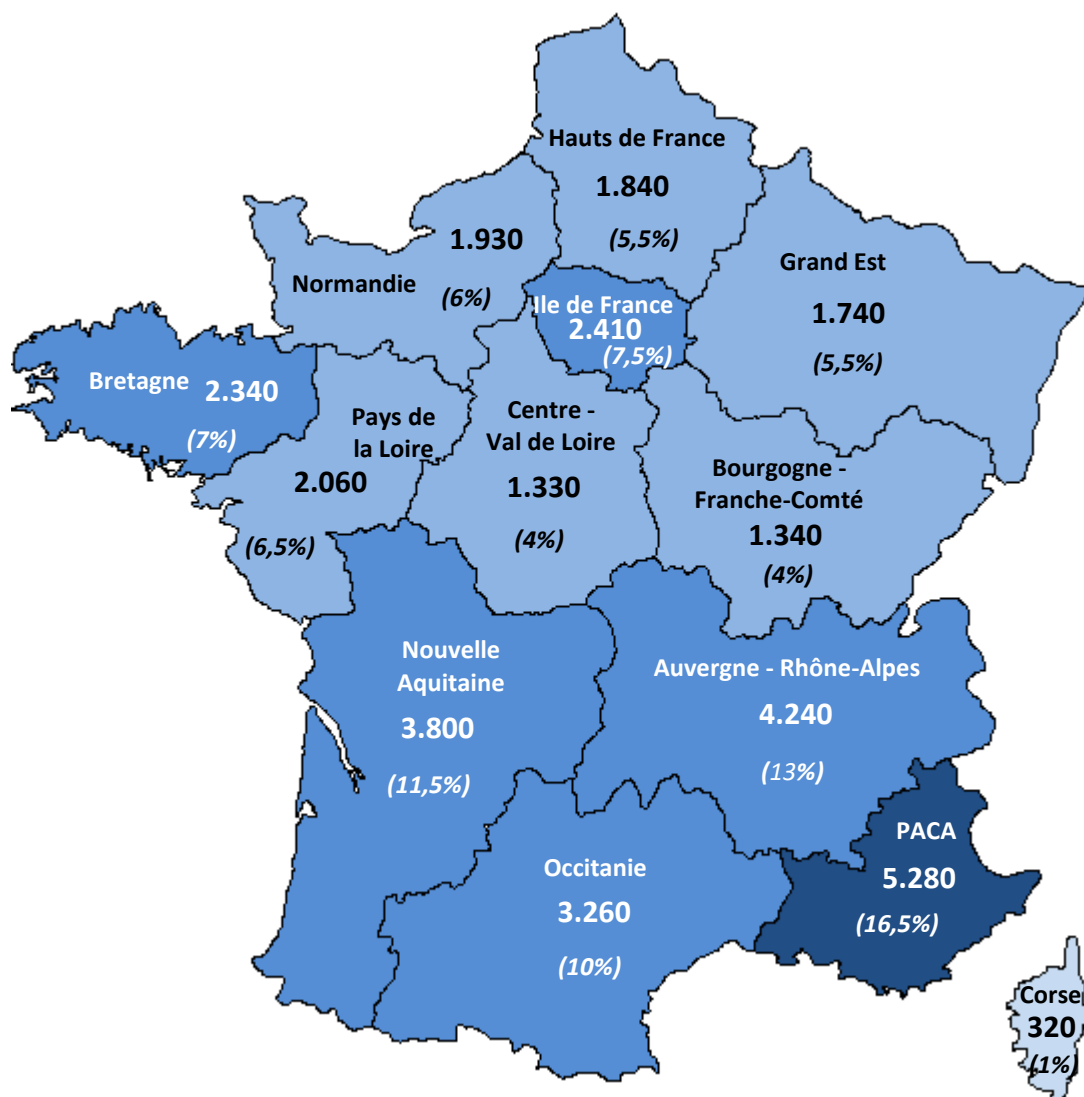 Hauts de France
1.840
(5,5%)
1.930
Normandie
(6%)
Grand Est
1.740
(5,5%)
Ile de France
2.410
(7,5%)
Bretagne
2.340
(7%)
Pays de
la Loire
2.060
(6,5%)
Centre -
Val de Loire
1.330
(4%)
Bourgogne -
Franche-Comté
1.340
(4%)
Nouvelle
Aquitaine
3.800
(11,5%)
Auvergne - Rhône-Alpes
4.240
(13%)
PACA
5.280
(16,5%)
Occitanie
3.260
(10%)
Corse
320
(1%)